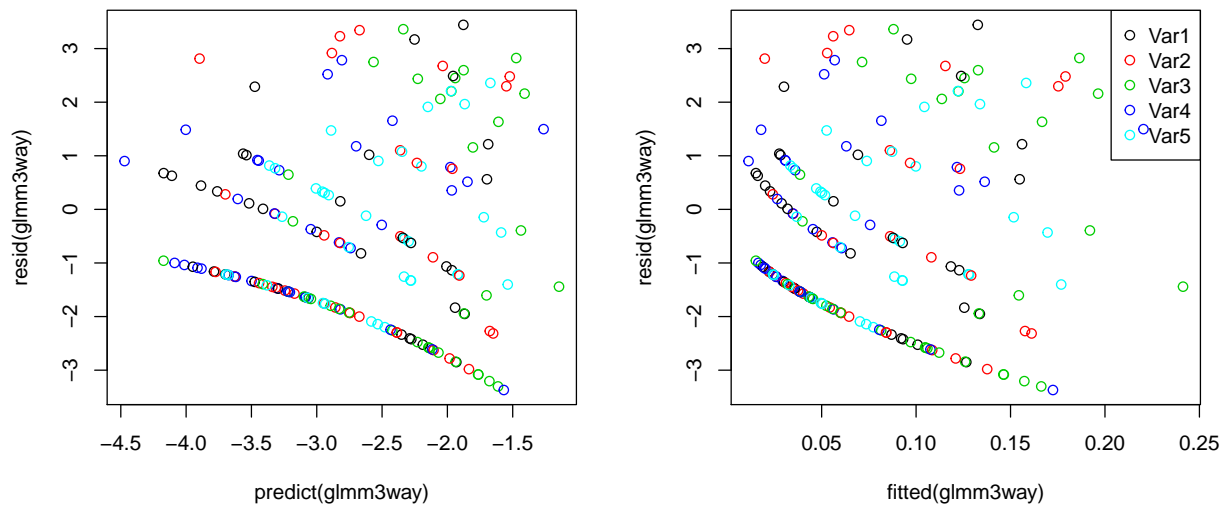 resid(glmm3way)
3
2
1
0
−1
−2
−3
−4.5
−4.0
−3.5
−3.0
−2.5
−2.0
−1.5
predict(glmm3way)
resid(glmm3way)
3
2
1
0
−1
−2
−3
0.05
0.10
0.15
0.20
0.25
fitted(glmm3way)
Var1
Var2
Var3
Var4
Var5